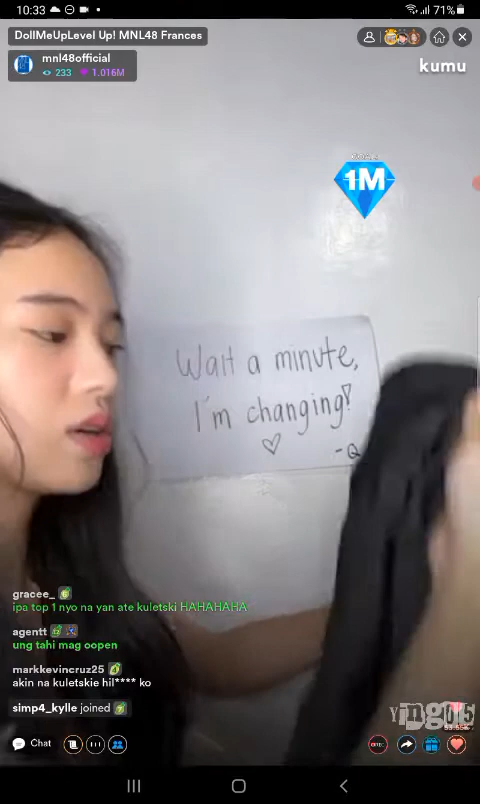 10:33
71%
DollMeUpLevel Up! MNL48 Frances
mnl48official
233 1.016M
kumu
1M
Wait a minute,
I'm changing!
-Q
gracee_
ipa top 1 nyo na yan ate kuletski HAHAHAHA
agentt
ung tahi mag oopen
markkevincruz25
akin na kuletskie hil**** ko
simp4_kylle joined
Chat